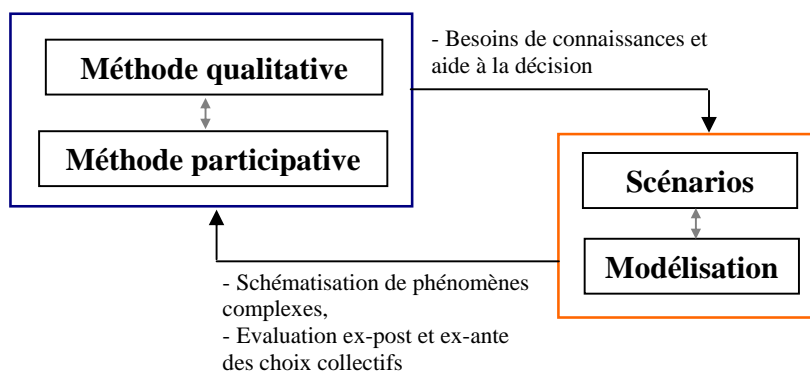 Méthode qualitative
Méthode participative
- Besoins de connaissances et
aide à la décision
Scénarios
Modélisation
- Schématisation de phénomènes
complexes,
- Evaluation ex-post et ex-ante
des choix collectifs